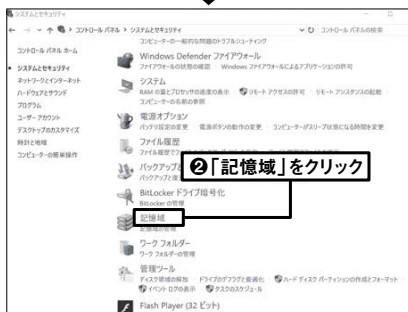 システムとセキュリティ
コントロール パネル > システムとセキュリティ
コントロール パネルの検索
コンピューターの一般的な問題のトラブルシューティング
コントロール パネル ホーム
システムとセキュリティ
ネットワークとインターネット
ハードウェアとサウンド
プログラム
ユーザー アカウント
デスクトップのカスタマイズ
時計と地域
コンピューターの簡単操作
Windows Defender ファイアウォール
ファイアウォールの状態の確認 Windows ファイアウォールによるアプリケーションの許可
システム
RAM の量とプロセッサの速度の表示 リモート アクセスの許可 リモート アシスタンスの起動
コンピューターの名前の参照
電源オプション
バッテリ設定の変更 電源ボタンの動作の変更 コンピューターがスリープ状態になる時間を変更
ファイル履歴
ファイル履歴でファ
バックアップと
バックアップと復
❷「記憶域」をクリック
BitLocker ドライブ暗号化
BitLocker の管理
記憶域
記憶域の管理
ワーク フォルダー
ワーク フォルダーの管理
管理ツール
ディスク領域の解放 ドライブのデフラグと最適化 ハード ディスク パーティションの作成とフォーマット
イベント ログの表示 タスクのスケジュール
Flash Player (32 ビット)